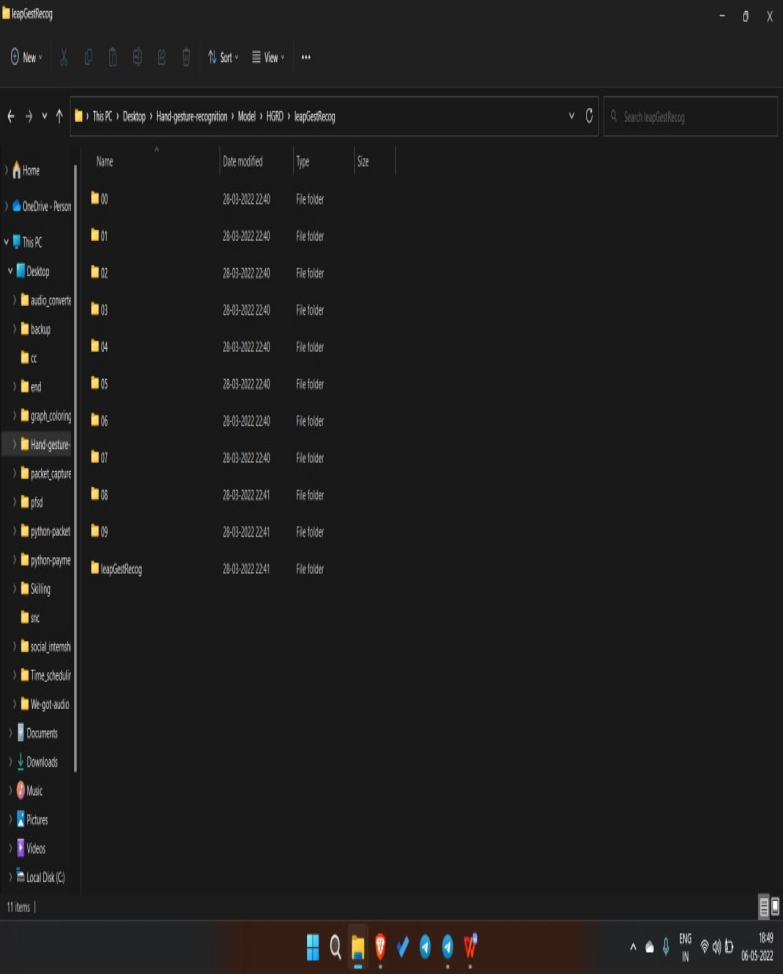 leapGestRecog
New
Sort
View
This PC > Desktop > Hand-gesture-recognition > Model > HGRD > leapGestRecog
Search leapGestRecog
Name Date modified Type Size
00 28-03-2022 22:40 File folder
01 28-03-2022 22:40 File folder
02 28-03-2022 22:40 File folder
03 28-03-2022 22:40 File folder
04 28-03-2022 22:40 File folder
05 28-03-2022 22:40 File folder
06 28-03-2022 22:40 File folder
07 28-03-2022 22:40 File folder
08 28-03-2022 22:41 File folder
09 28-03-2022 22:41 File folder
leapGestRecog 28-03-2022 22:41 File folder
Home
OneDrive - Person
This PC
Desktop
audio_converte
backup
cc
end
graph_coloring
Hand-gesture-
packet_capture
pfsd
python-packet
python-payme
Skilling
snc
social_internshi
Time_schedulin
We-got-audio
Documents
Downloads
Music
Pictures
Videos
Local Disk (C:)
11 items
ENG
IN
18:49
06-05-2022